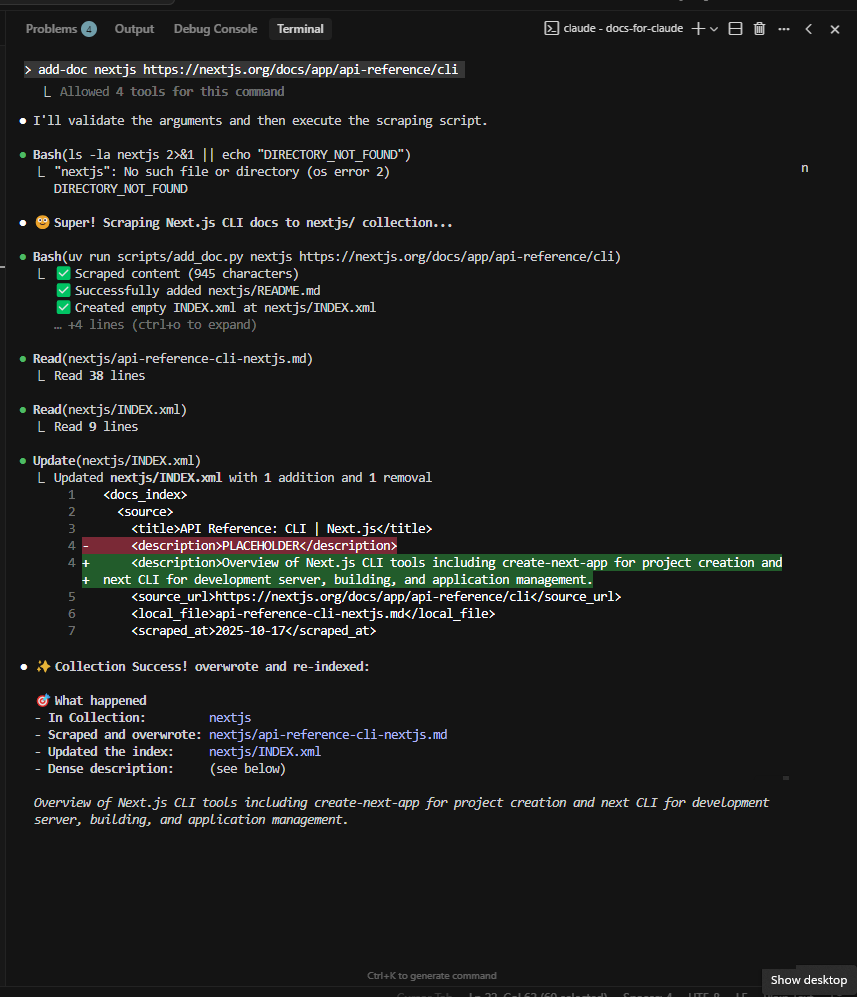 Problems 4 Output Debug Console Terminal claude - docs-for-claude
> add-doc nextjs https://nextjs.org/docs/app/api-reference/cli
Allowed 4 tools for this command
● I'll validate the arguments and then execute the scraping script.
● Bash(ls -la nextjs 2>&1 || echo "DIRECTORY_NOT_FOUND")
"nextjs": No such file or directory (os error 2)
n
DIRECTORY_NOT_FOUND
● Super! Scraping Next.js CLI docs to nextjs/ collection...
● Bash(uv run scripts/add_doc.py nextjs https://nextjs.org/docs/app/api-reference/cli)
✅ Scraped content (945 characters)
✅ Successfully added nextjs/README.md
✅ Created empty INDEX.xml at nextjs/INDEX.xml
… +4 lines (ctrl+o to expand)
● Read(nextjs/api-reference-cli-nextjs.md)
Read 38 lines
● Read(nextjs/INDEX.xml)
Read 9 lines
● Update(nextjs/INDEX.xml)
Updated nextjs/INDEX.xml with 1 addition and 1 removal
1 <docs_index>
2 <source>
3 <title>API Reference: CLI | Next.js</title>
4 - <description>PLACEHOLDER</description>
4 + <description>Overview of Next.js CLI tools including create-next-app for project creation and
+ next CLI for development server, building, and application management.
5 <source_url>https://nextjs.org/docs/app/api-reference/cli</source_url>
6 <local_file>api-reference-cli-nextjs.md</local_file>
7 <scraped_at>2025-10-17</scraped_at>
● ✨ Collection Success! overwrote and re-indexed:
🎯 What happened
- In Collection: nextjs
- Scraped and overwrote: nextjs/api-reference-cli-nextjs.md
- Updated the index: nextjs/INDEX.xml
- Dense description: (see below)
Overview of Next.js CLI tools including create-next-app for project creation and next CLI for development
server, building, and application management.
Ctrl+K to generate command
Show desktop